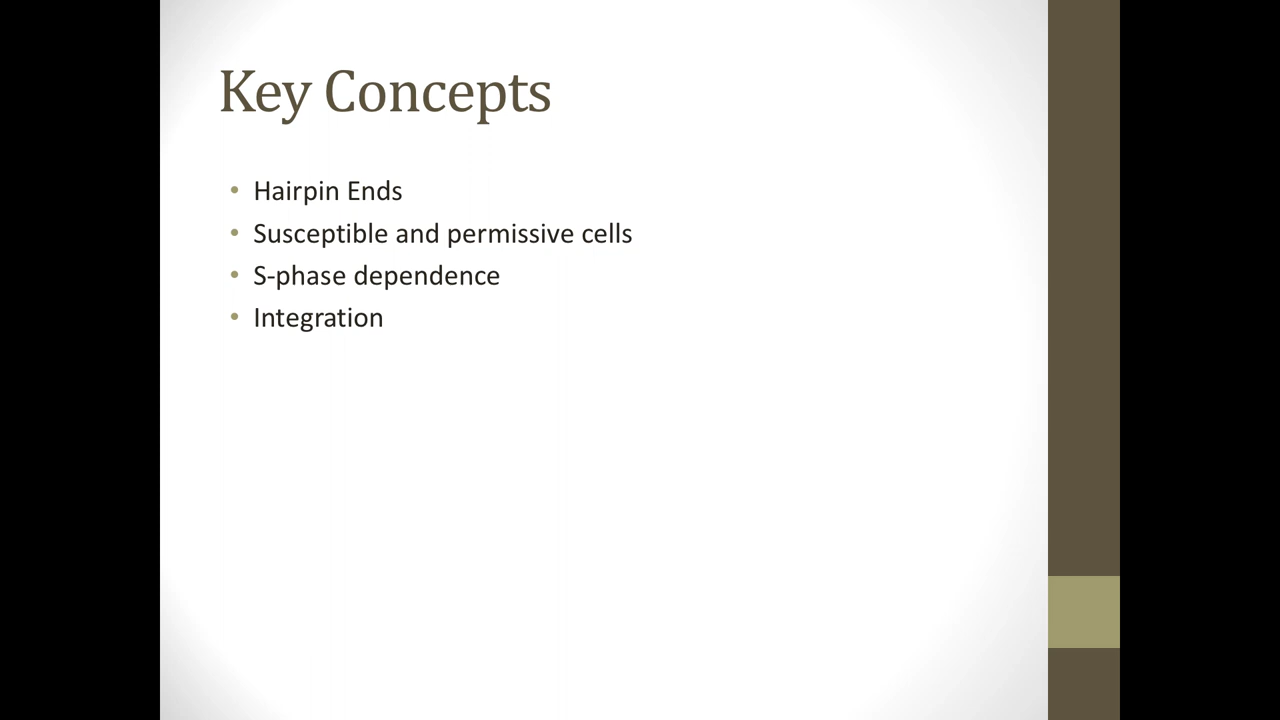 Key Concepts
• Hairpin Ends
• Susceptible and permissive cells
• S-phase dependence
• Integration